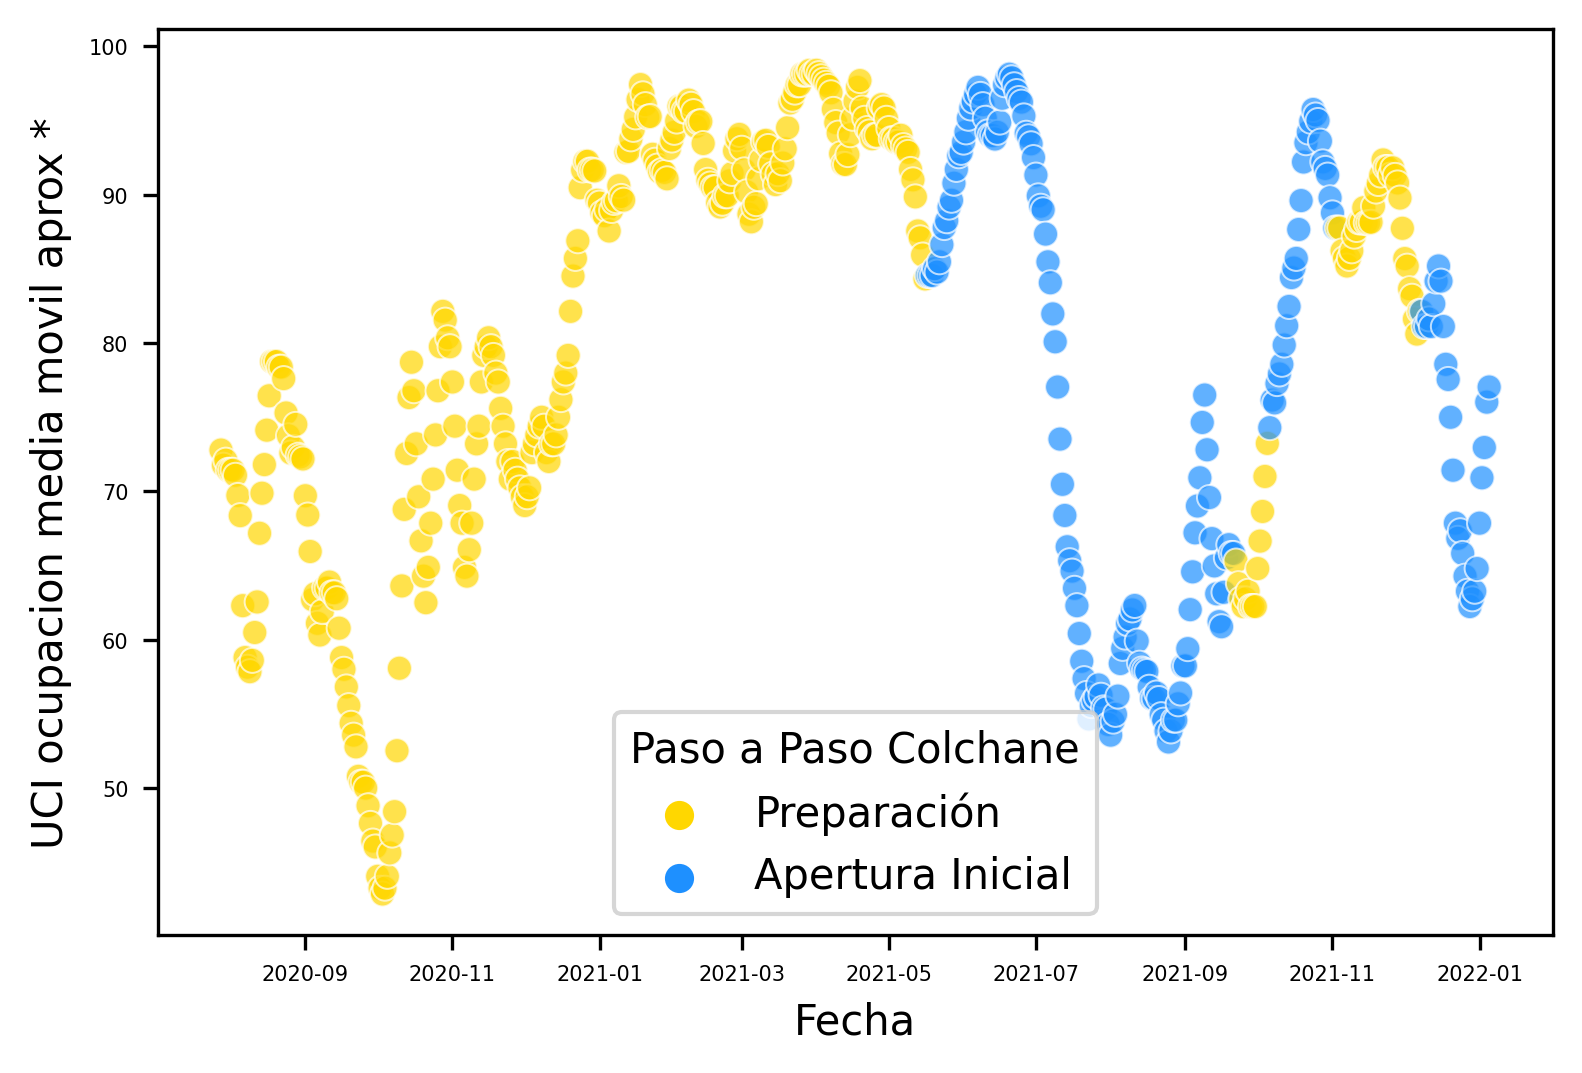 100
90
80
70
60
50
UCI ocupacion media movil aprox *
Paso a Paso Colchane
Preparación
Apertura Inicial
2020-09 2020-11 2021-01 2021-03 2021-05 2021-07 2021-09 2021-11 2022-01
Fecha